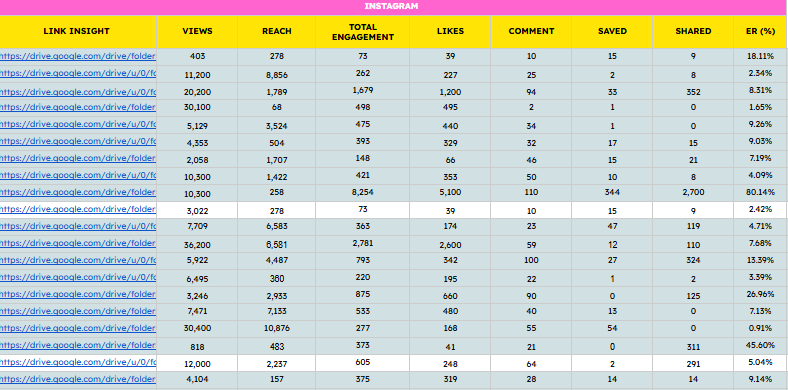 INSTAGRAM
LINK INSIGHT VIEWS REACH TOTAL ENGAGEMENT LIKES COMMENT SAVED SHARED ER (%)
https://drive.google.com/drive/folder 403 278 73 39 10 15 9 18.11%
https://drive.google.com/drive/u/0/fo 11,200 8,856 262 227 25 2 8 2.34%
https://drive.google.com/drive/u/0/fo 20,200 1,789 1,679 1,200 94 33 352 8.31%
https://drive.google.com/drive/folder 30,100 68 498 495 2 1 0 1.65%
https://drive.google.com/drive/u/0/fo 5,129 3,524 475 440 34 1 0 9.26%
https://drive.google.com/drive/u/0/fo 4,353 504 393 329 32 17 15 9.03%
https://drive.google.com/drive/folder 2,058 1,707 148 66 46 15 21 7.19%
https://drive.google.com/drive/u/0/fo 10,300 1,422 421 353 50 10 8 4.09%
https://drive.google.com/drive/folder 10,300 258 8,254 5,100 110 344 2,700 80.14%
https://drive.google.com/drive/folder 3,022 278 73 39 10 15 9 2.42%
https://drive.google.com/drive/u/0/fo 7,709 6,583 363 174 23 47 119 4.71%
https://drive.google.com/drive/u/0/fo 36,200 6,581 2,781 2,600 59 12 110 7.68%
https://drive.google.com/drive/folder 5,922 4,487 793 342 100 27 324 13.39%
https://drive.google.com/drive/u/0/fo 6,495 380 220 195 22 1 2 3.39%
https://drive.google.com/drive/folder 3,246 2,933 875 660 90 0 125 26.96%
https://drive.google.com/drive/folder 7,471 7,133 533 480 40 13 0 7.13%
https://drive.google.com/drive/folder 30,400 10,876 277 168 55 54 0 0.91%
https://drive.google.com/drive/folder 818 483 373 41 21 0 311 45.60%
https://drive.google.com/drive/u/0/fo 12,000 2,237 605 248 64 2 291 5.04%
https://drive.google.com/drive/folder 4,104 157 375 319 28 14 14 9.14%